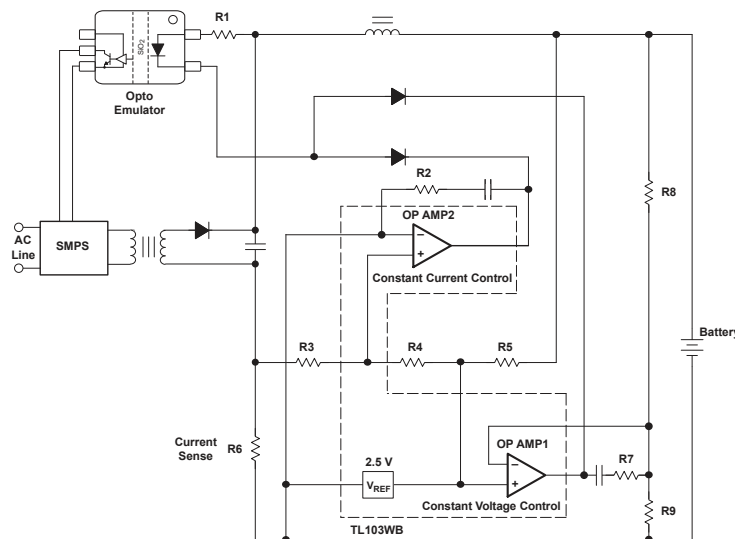 R1
SiO2
Opto
Emulator
R2
R8
OP AMP2
AC
Line
SMPS
−
+
Constant Current Control
Battery
R3
R4
R5
Current
Sense
R6
OP AMP1
2.5 V
VREF
−
+
R7
Constant Voltage Control
R9
TL103WB